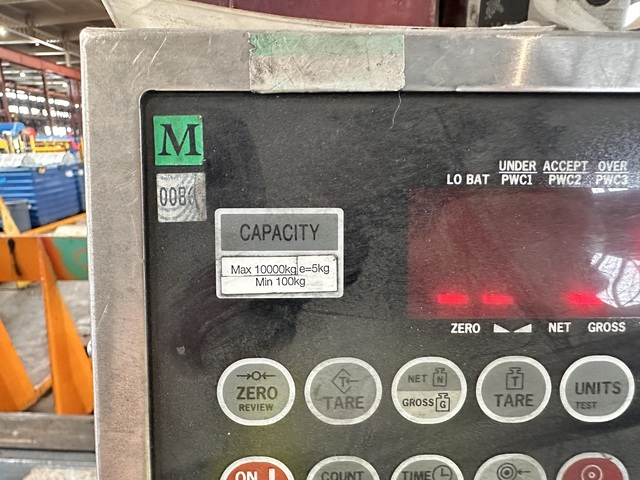 M
LO BAT
UNDER ACCEPT OVER
PWC1 PWC2 PWC3
CAPACITY
Max 10000kg e=5kg
Min 100kg
ZERO NET GROSS
ZERO
REVIEW
T
TARE
NET N
GROSS G
T
TARE
UNITS
TEST
ON
COUNT
TIME